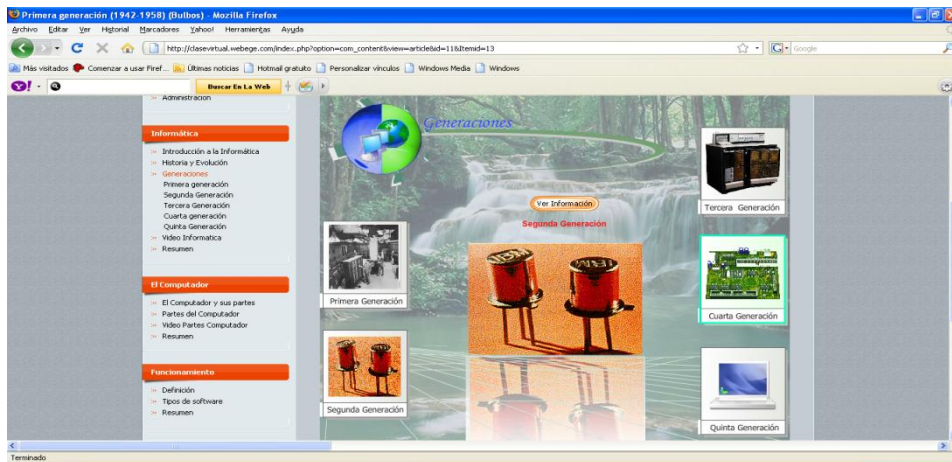 Primera generación (1942-1958) (Bulbos) - Mozilla Firefox
Archivo Editar Ver Historial Marcadores Yahoo! Herramientas Ayuda
http://clasevirtual.webege.com/index.php?option=com_content&view=article&id=11&Itemid=13
Google
Más visitados Comenzar a usar Firef... Últimas noticias Hotmail gratuito Personalizar vínculos Windows Media Windows
Y! Buscar En La Web
Administración
Informática
Introducción a la Informática
Historia y Evolución
Generaciones
Primera generación
Segunda Generación
Tercera Generación
Cuarta generación
Quinta Generación
Video Informatica
Resumen
El Computador
El Computador y sus partes
Partes del Computador
Video Partes Computador
Resumen
Funcionamiento
Definición
Tipos de software
Resumen
Generaciones
Ver Información
Segunda Generación
Primera Generación
Segunda Generación
Tercera Generación
Cuarta Generación
Quinta Generación
Terminado